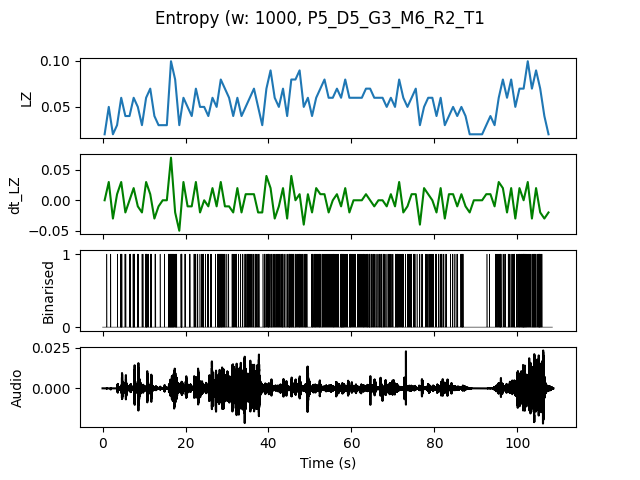 Entropy (w: 1000, P5_D5_G3_M6_R2_T1
LZ
0.10
0.05
dt_LZ
0.05
0.00
−0.05
Binarised
1
0
Audio
0.025
0.000
0 20 40 60 80 100
Time (s)